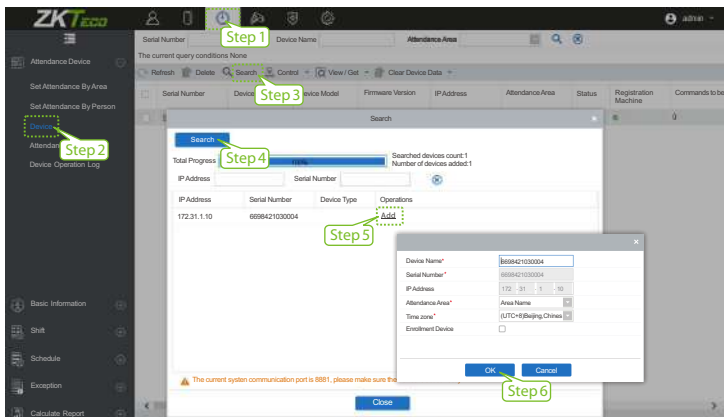 ZKTeco
admin
Serial Number
Device Name
Attendance Area
Step 1
The current query conditions None
Refresh Delete Search Control View / Get Clear Device Data
Attendance Device
Set Attendance By Area
Set Attendance By Person
Device
Step 2
Device Operation Log
Basic Information
Shift
Schedule
Exception
Calculate Report
Serial Number Firmware Version IP Address Attendance Area Status Registration Machine
Step 3
Search
Search
Step 4
Total Progress
100%
Searched devices count:1
Number of devices added:1
IP Address Serial Number
IP Address Serial Number Device Type Operations
172.31.1.10 6698421030004 Add
Step 5
Device Name* 6698421030004
Serial Number* 6698421030004
IP Address 172 . 31 . 1 . 10
Attendance Area* Area Name
Time zone* (UTC+8)Beijing,Chines
Enrollment Device
OK Cancel
Step 6
The current systen communication port is 8881, please make sure the
Close